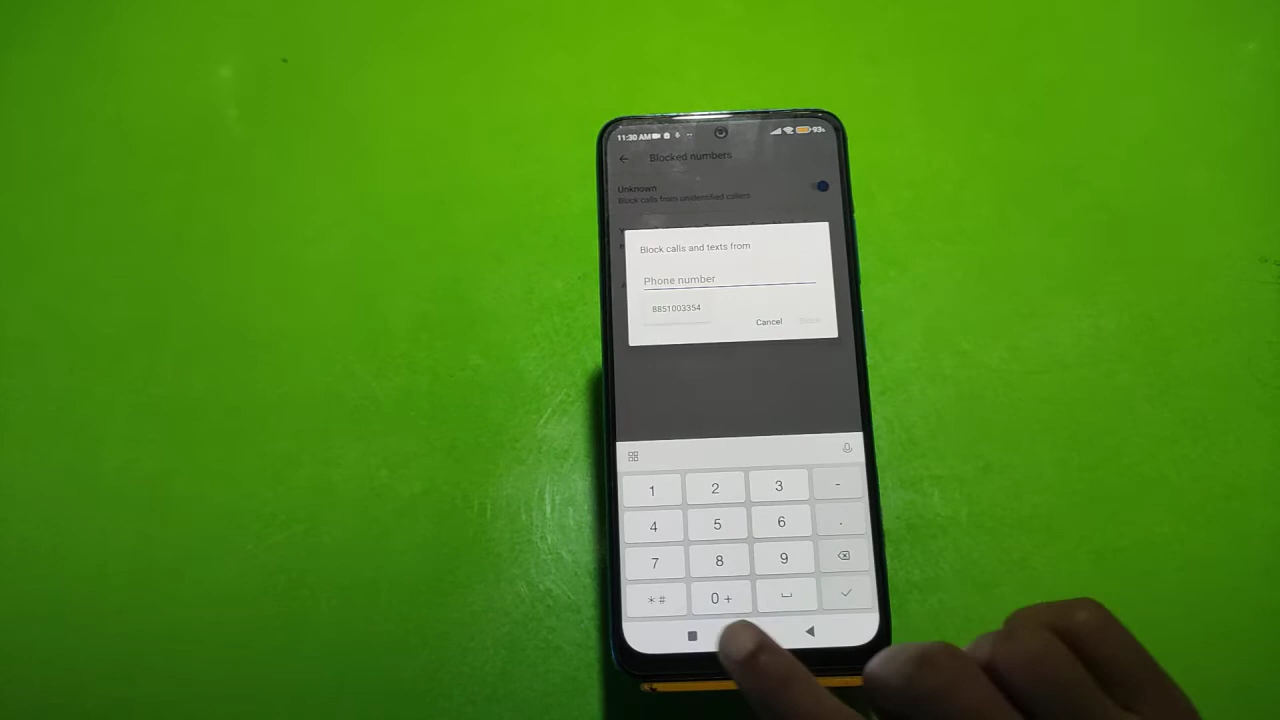 11:30 AM
93%
Blocked numbers
Unknown
Block calls from unidentified callers
Block calls and texts from
Phone number
8851003354
Cancel
Block
1 2 3 -
4 5 6 .
7 8 9
*# 0 +